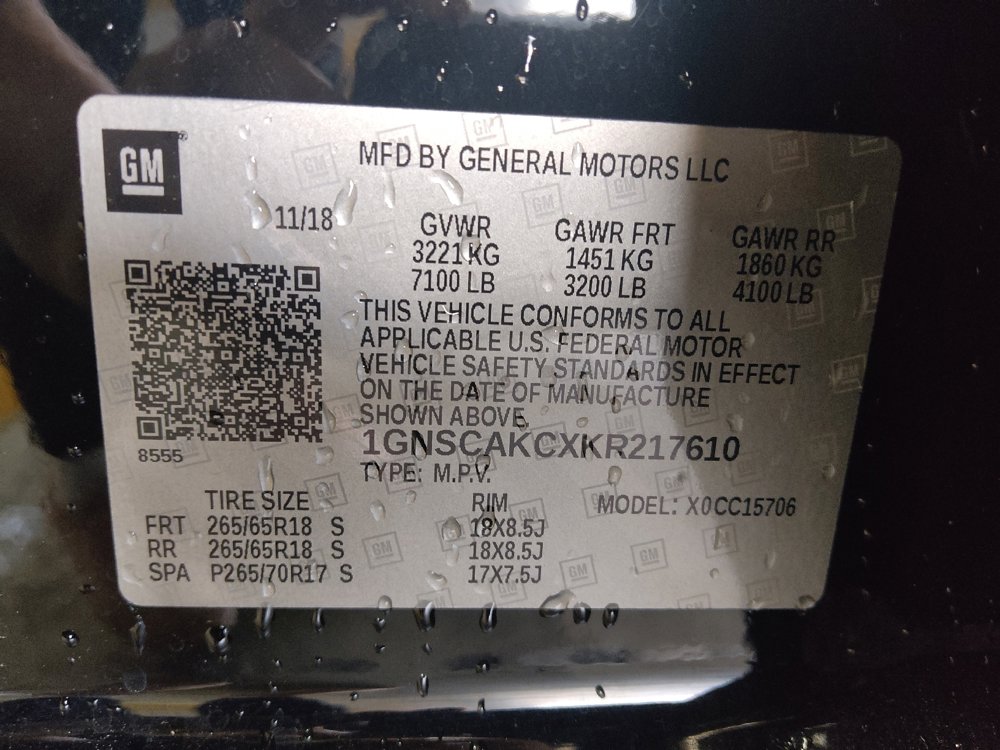 GM
MFD BY GENERAL MOTORS LLC
11/18
GVWR GAWR FRT GAWR RR
3221 KG 1451 KG 1860 KG
7100 LB 3200 LB 4100 LB
THIS VEHICLE CONFORMS TO ALL
APPLICABLE U.S. FEDERAL MOTOR
VEHICLE SAFETY STANDARDS IN EFFECT
ON THE DATE OF MANUFACTURE
SHOWN ABOVE.
8555
1GNSCAKCXKR217610
TYPE: M.P.V.
TIRE SIZE RIM MODEL: X0CC15706
FRT 265/65R18 S 18X8.5J
RR 265/65R18 S 18X8.5J
SPA P265/70R17 S 17X7.5J